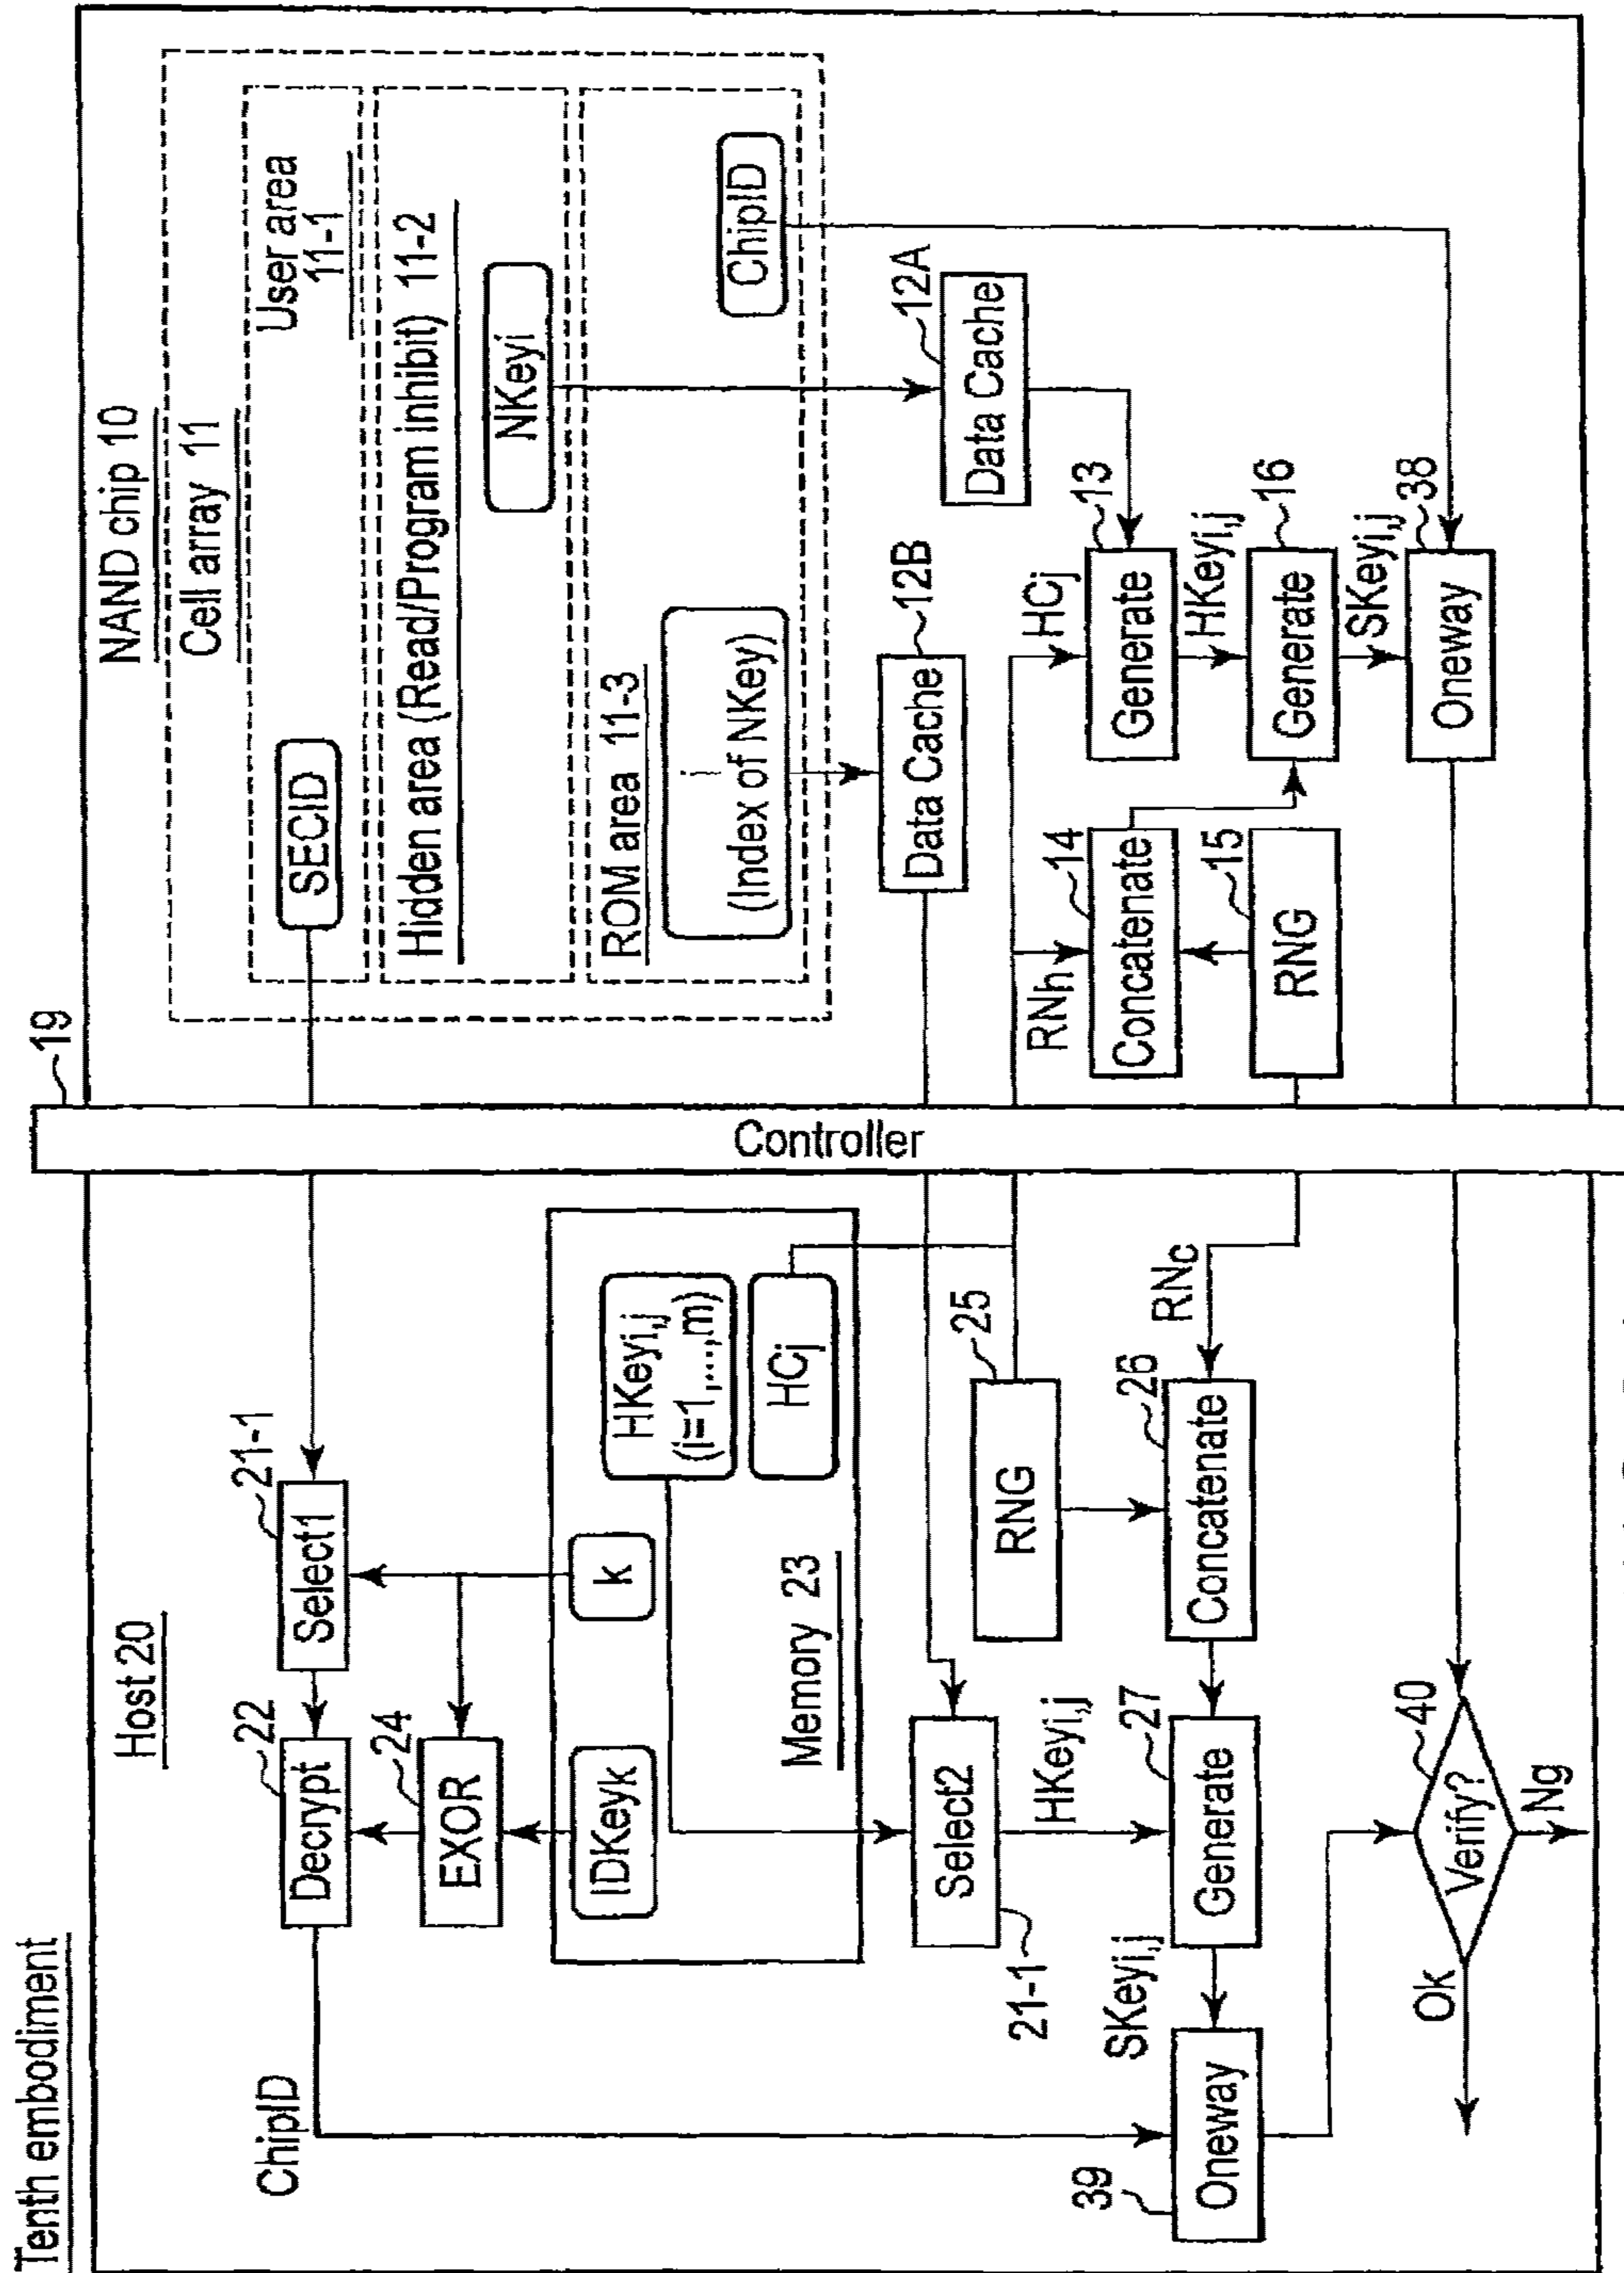 Tenth embodiment
Host 20
ChipID
22
Decrypt
21-1
Select1
24
EXOR
IDKeyk
k
HKeyi,j
(i=1,...,m)
HCj
Memory 23
Select2
21-1
HKeyi,j
25
RNG
RNc
26
Concatenate
27
Generate
SKeyi,j
39
Oneway
40
Verify?
Ok
Ng
19
Controller
NAND chip 10
Cell array 11
User area
11-1
SECID
Hidden area (Read/Program inhibit) 11-2
NKeyi
ROM area 11-3
i
(Index of NKey)
ChipID
12B
Data Cache
12A
Data Cache
HCj
13
Generate
HKeyi,j
16
Generate
SKeyi,j
38
Oneway
RNh
14
Concatenate
15
RNG